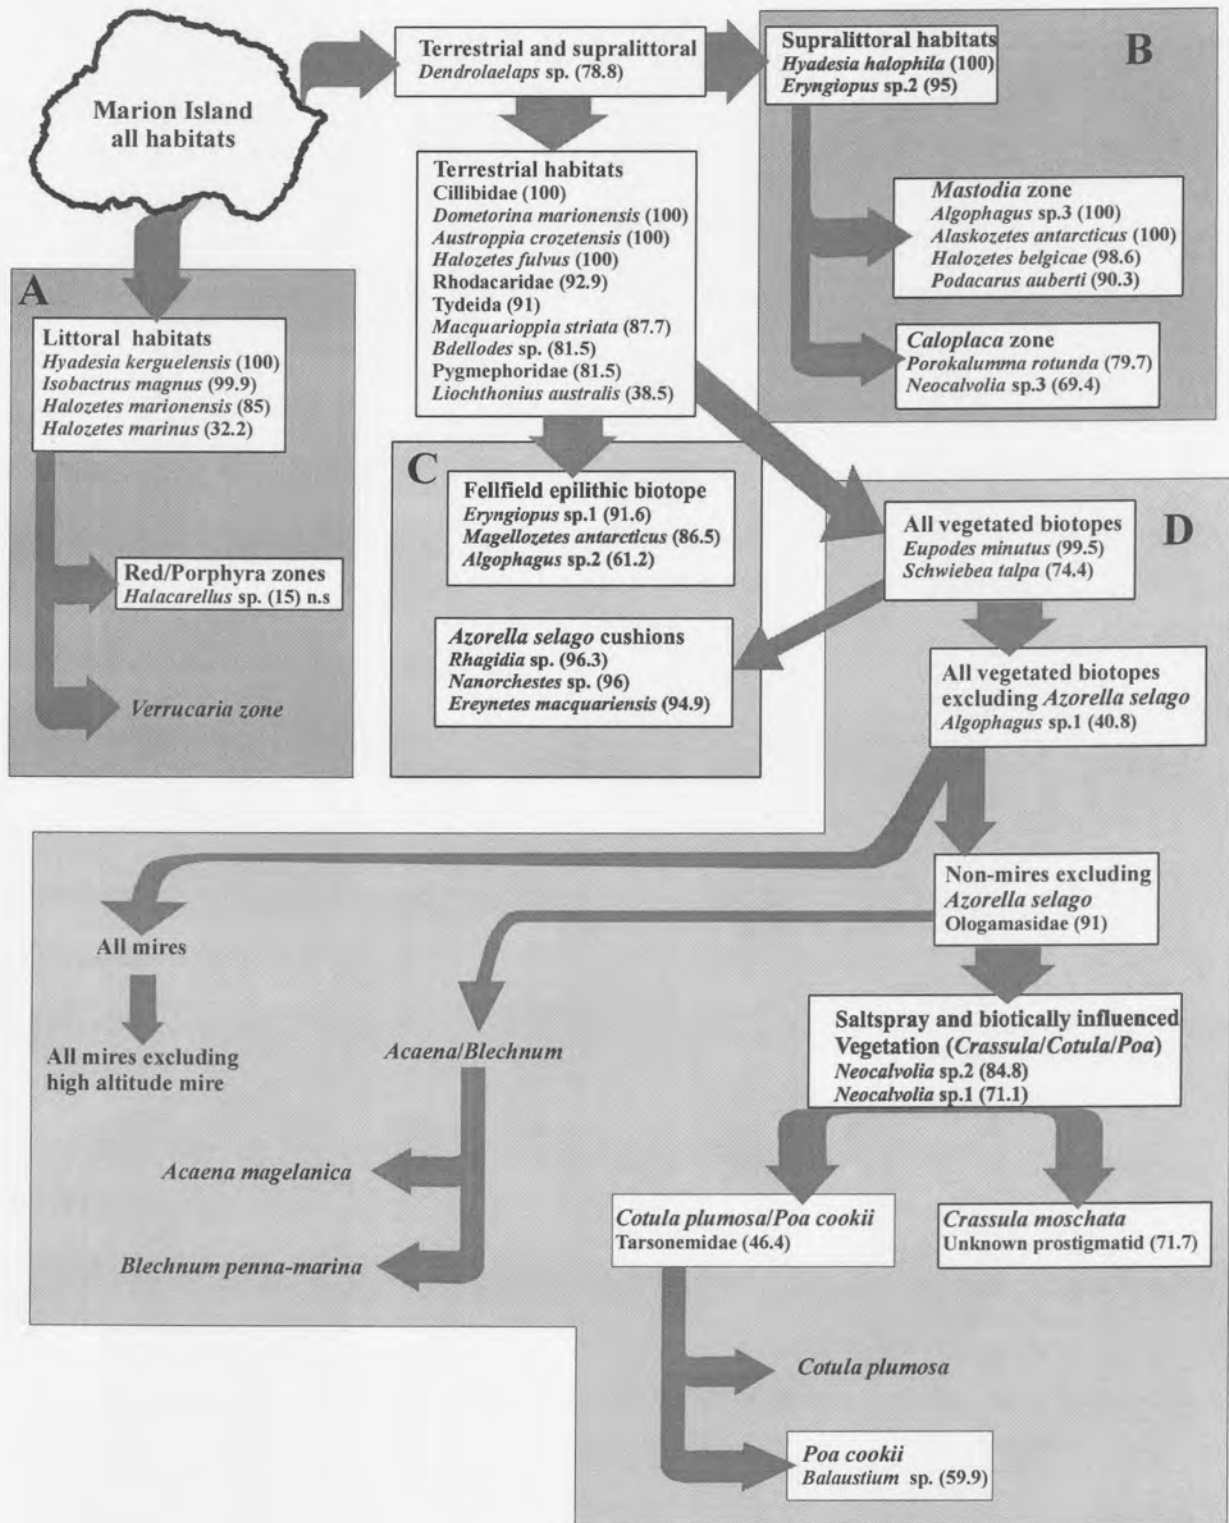 Marion Island
all habitats
Terrestrial and supralittoral
Dendrolaelaps sp. (78.8)
Supralittoral habitats
Hyadesia halophila (100)
Eryngiopus sp.2 (95)
B
Mastodia zone
Algophagus sp.3 (100)
Alaskozetes antarcticus (100)
Halozetes belgicae (98.6)
Podacarus auberti (90.3)
Caloplaca zone
Porokalumma rotunda (79.7)
Neocalvolia sp.3 (69.4)
Terrestrial habitats
Cillibidae (100)
Dometorina marionensis (100)
Austroppia crozetensis (100)
Halozetes fulvus (100)
Rhodacaridae (92.9)
Tydeida (91)
Macquarioppia striata (87.7)
Bdellodes sp. (81.5)
Pygmephoridae (81.5)
Liochthonius australis (38.5)
A
Littoral habitats
Hyadesia kerguelensis (100)
Isobactrus magnus (99.9)
Halozetes marionensis (85)
Halozetes marinus (32.2)
Red/Porphyra zones
Halacarellus sp. (15) n.s
Verrucaria zone
C
Fellfield epilithic biotope
Eryngiopus sp.1 (91.6)
Magellozetes antarcticus (86.5)
Algophagus sp.2 (61.2)
Azorella selago cushions
Rhagidia sp. (96.3)
Nanorchestes sp. (96)
Ereynetes macquariensis (94.9)
D
All vegetated biotopes
Eupodes minutus (99.5)
Schwiebea talpa (74.4)
All vegetated biotopes
excluding Azorella selago
Algophagus sp.1 (40.8)
Non-mires excluding
Azorella selago
Ologamasidae (91)
All mires
All mires excluding
high altitude mire
Acaena/Blechnum
Acaena magelanica
Blechnum penna-marina
Saltspray and biotically influenced
Vegetation (Crassula/Cotula/Poa)
Neocalvolia sp.2 (84.8)
Neocalvolia sp.1 (71.1)
Cotula plumosa/Poa cookii
Tarsonemidae (46.4)
Crassula moschata
Unknown prostigmatid (71.7)
Cotula plumosa
Poa cookii
Balaustium sp. (59.9)